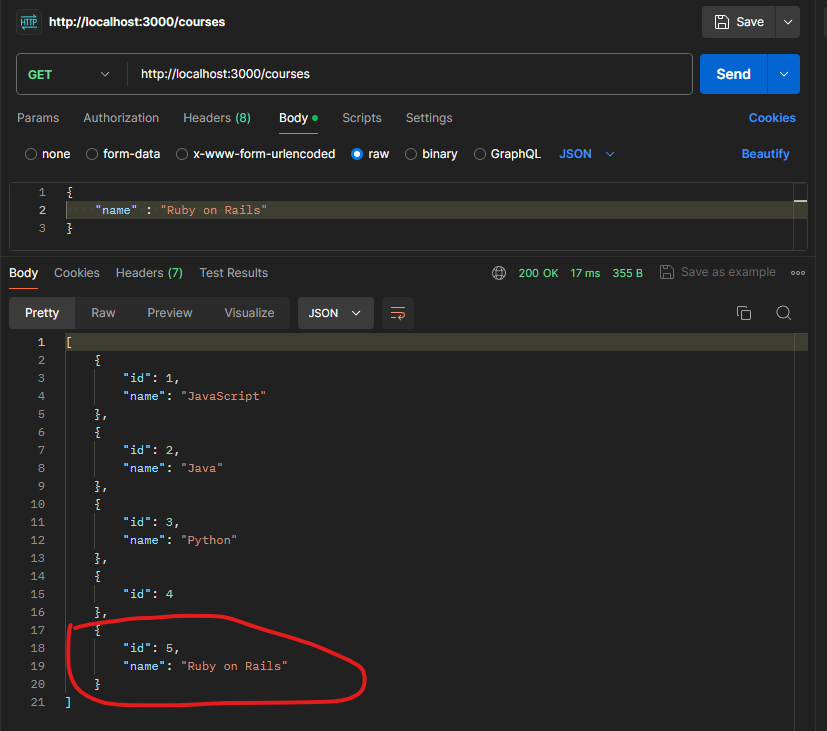 HTTP http://localhost:3000/courses Save
GET http://localhost:3000/courses Send
Params Authorization Headers (8) Body Scripts Settings Cookies
none form-data x-www-form-urlencoded raw binary GraphQL JSON Beautify
1 {
2 "name" : "Ruby on Rails"
3 }
Body Cookies Headers (7) Test Results 200 OK 17 ms 355 B Save as example
Pretty Raw Preview Visualize JSON
1 [
2 {
3 "id": 1,
4 "name": "JavaScript"
5 },
6 {
7 "id": 2,
8 "name": "Java"
9 },
10 {
11 "id": 3,
12 "name": "Python"
13 },
14 {
15 "id": 4
16 },
17 {
18 "id": 5,
19 "name": "Ruby on Rails"
20 }
21 ]